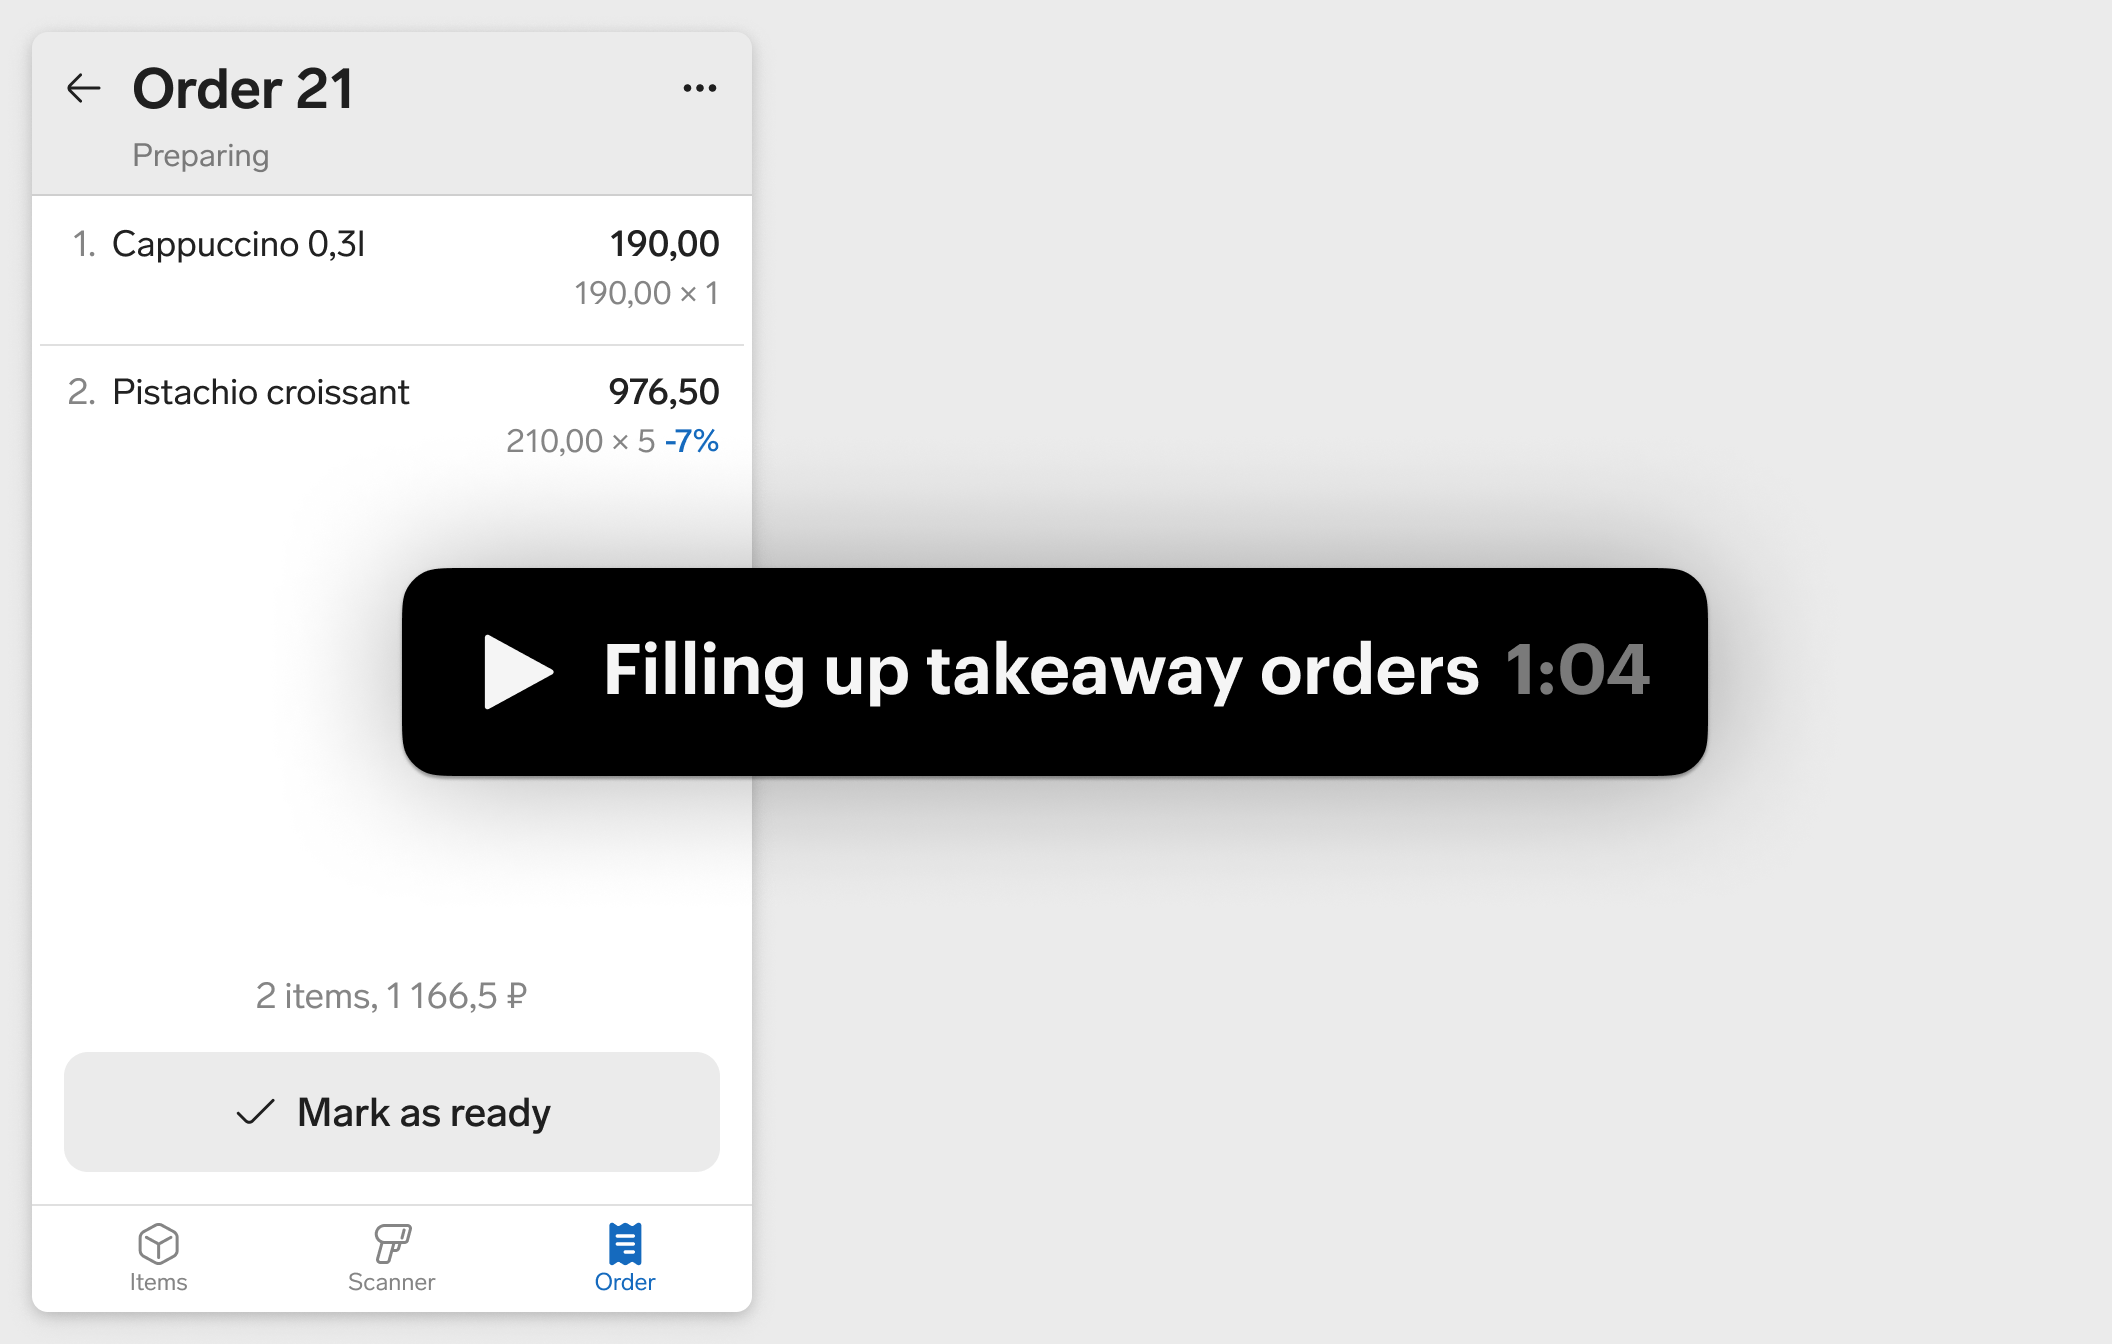 Order 21
Preparing
1. Cappuccino 0,3l 190,00
190,00 × 1
2. Pistachio croissant 976,50
210,00 × 5 -7%
Filling up takeaway orders 1:04
2 items, 1 166,5 ₽
Mark as ready
Items Scanner Order